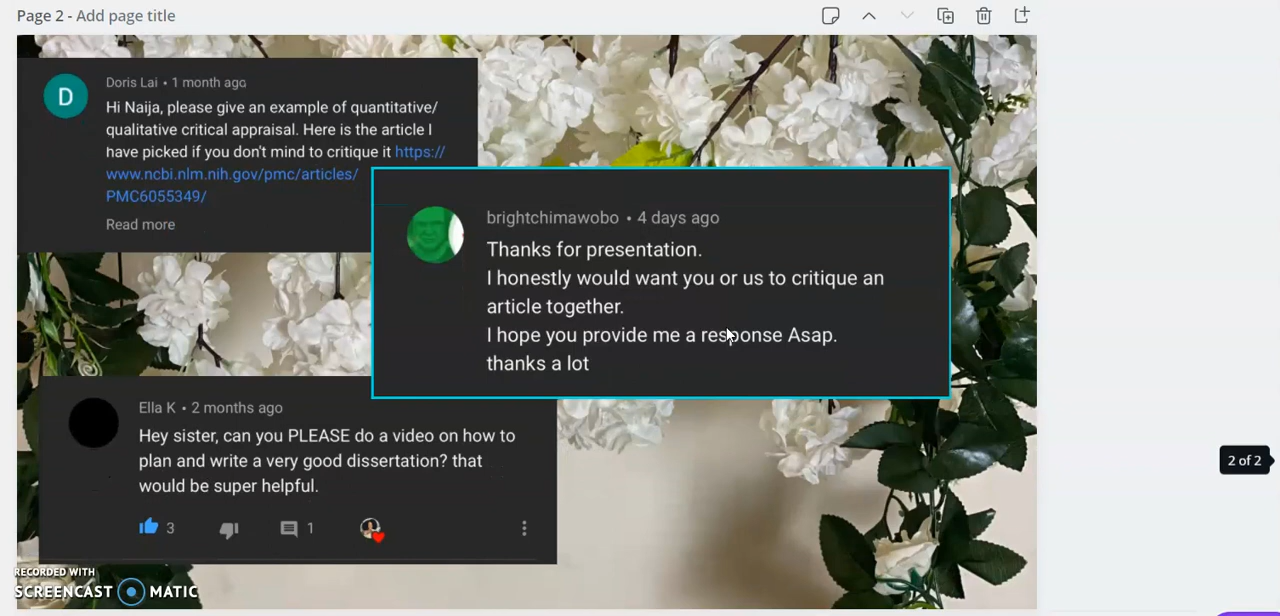 Page 2 - Add page title
Doris Lai • 1 month ago
Hi Naija, please give an example of quantitative/
qualitative critical appraisal. Here is the article I
have picked if you don't mind to critique it https://
www.ncbi.nlm.nih.gov/pmc/articles/
PMC6055349/
Read more
D
brightchimawobo • 4 days ago
Thanks for presentation.
I honestly would want you or us to critique an
article together.
I hope you provide me a response Asap.
thanks a lot
Ella K • 2 months ago
Hey sister, can you PLEASE do a video on how to
plan and write a very good dissertation? that
would be super helpful.
3
1
2 of 2
RECORDED WITH
SCREENCAST MATIC